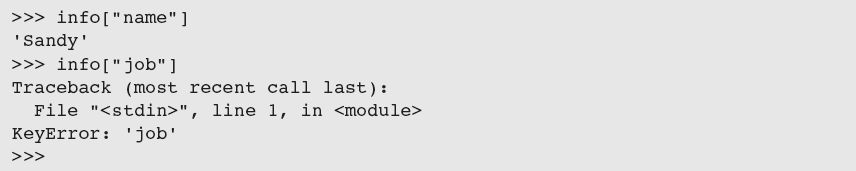 >>> info["name"]
'Sandy'
>>> info["job"]
Traceback (most recent call last):
  File "<stdin>", line 1, in <module>
KeyError: 'job'
>>>